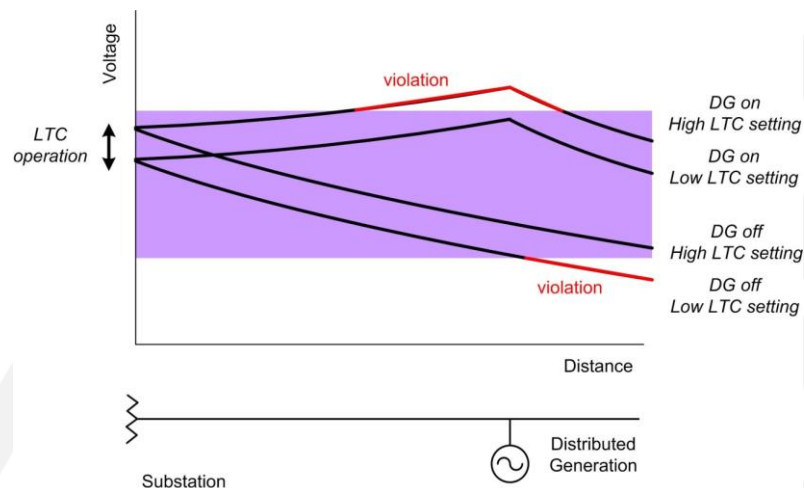 Voltage
violation
LTC
operation
DG on
High LTC setting
DG on
Low LTC setting
DG off
High LTC setting
violation
DG off
Low LTC setting
Distance
Distributed
Generation
Substation